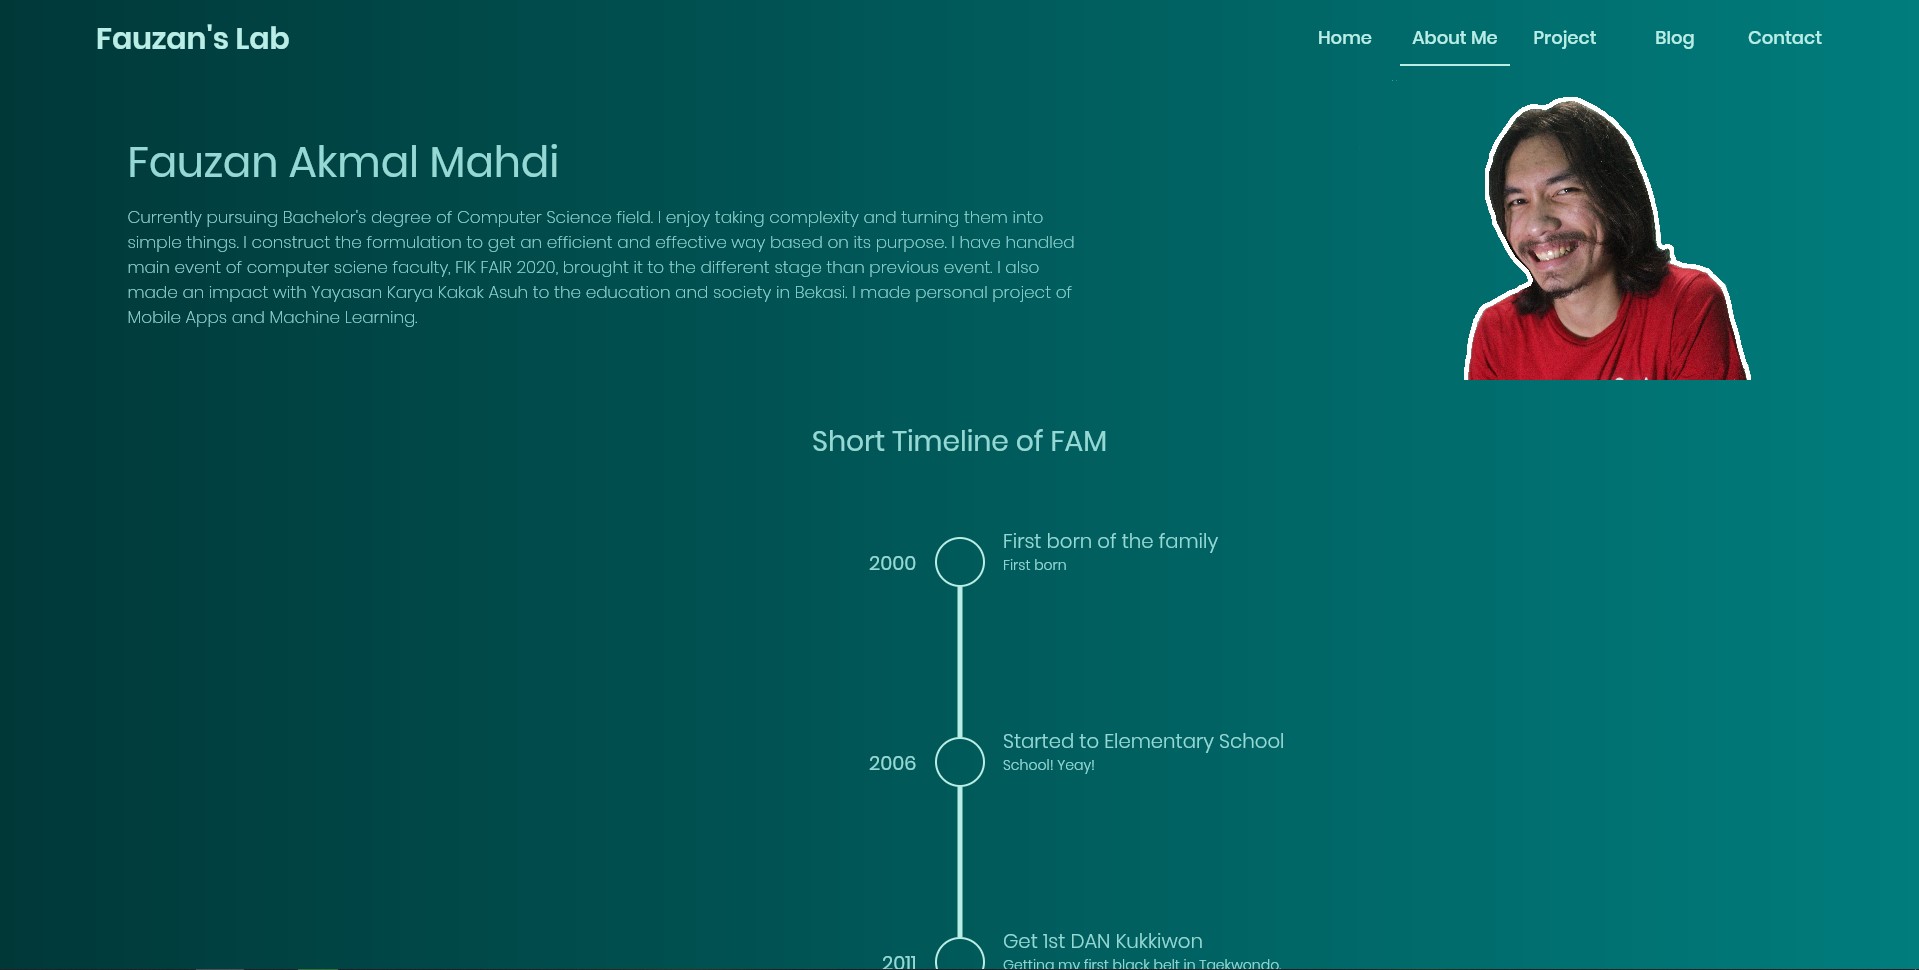 Fauzan's Lab
Home About Me Project Blog Contact
Fauzan Akmal Mahdi
Currently pursuing Bachelor's degree of Computer Science field. I enjoy taking complexity and turning them into
simple things. I construct the formulation to get an efficient and effective way based on its purpose. I have handled
main event of computer sciene faculty, FIK FAIR 2020, brought it to the different stage than previous event. I also
made an impact with Yayasan Karya Kakak Asuh to the education and society in Bekasi. I made personal project of
Mobile Apps and Machine Learning.
Short Timeline of FAM
2000
First born of the family
First born
2006
Started to Elementary School
School! Yeay!
2011
Get 1st DAN Kukkiwon
Getting my first black belt in Taekwondo.